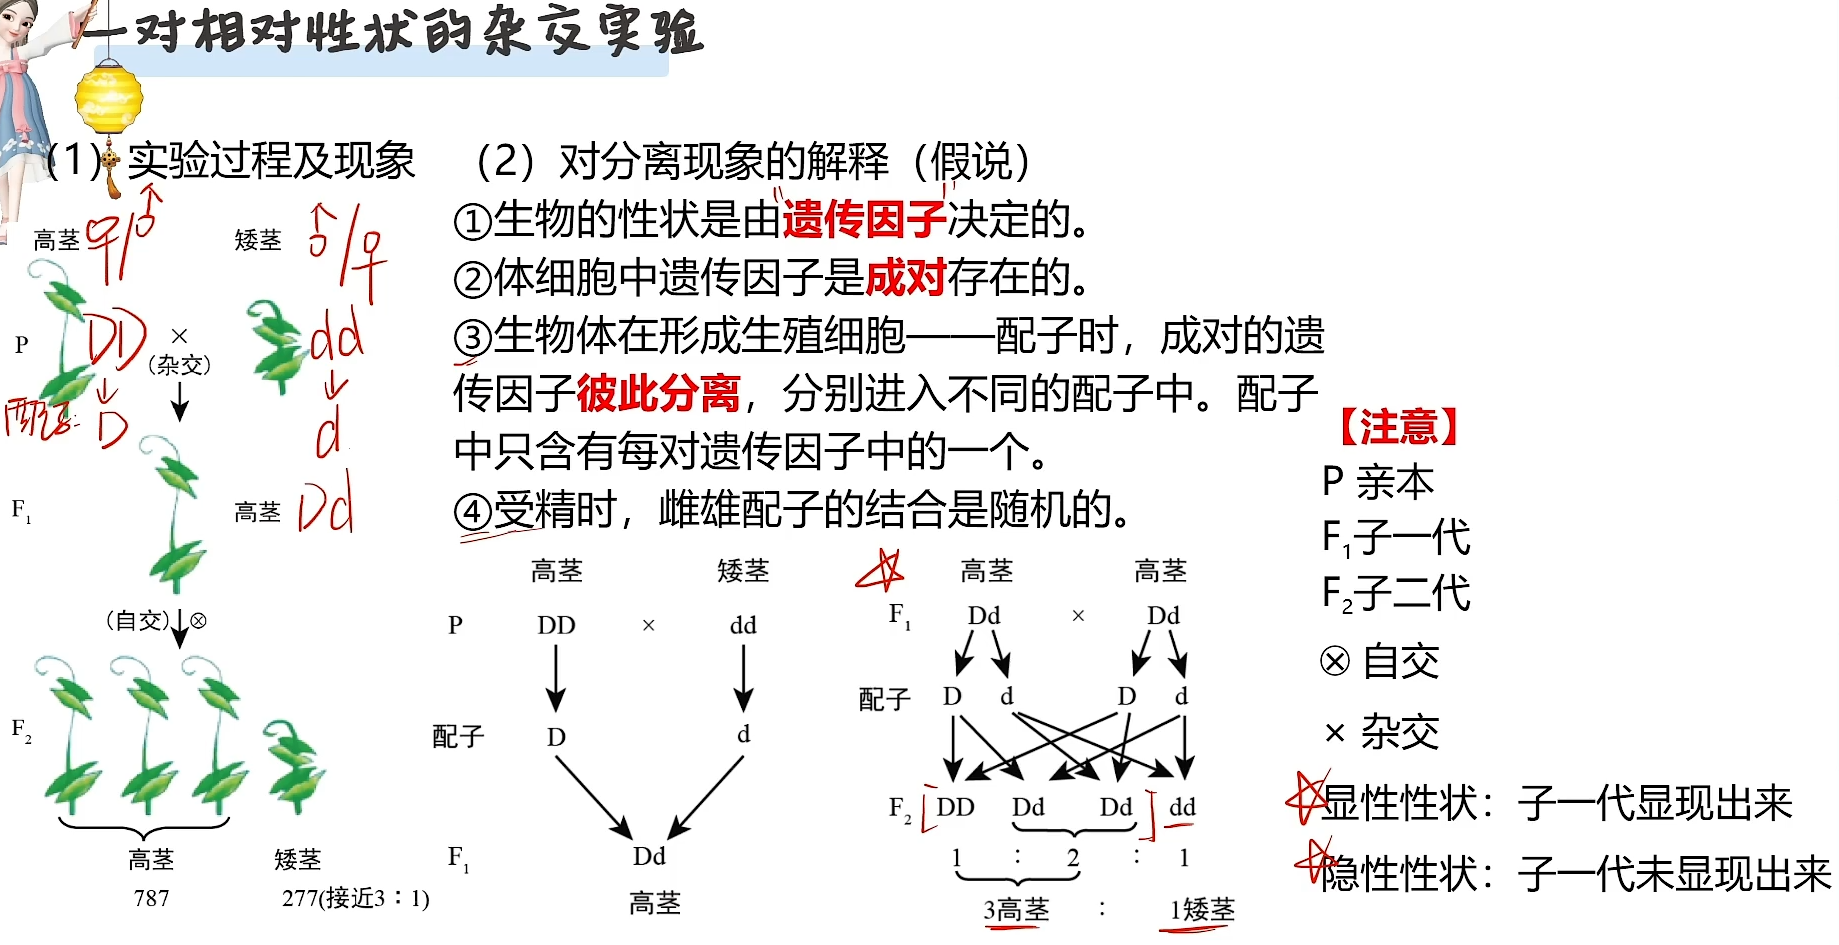 一对相对性状的杂交实验
(1) 实验过程及现象
高茎 ♀/♂
矮茎 ♂/♀
P DD × dd
(杂交)
配子: D d
F₁ 高茎 Dd
(自交) ⊗
F₂
高茎 矮茎
787 277(接近3∶1)
(2) 对分离现象的解释（假说）
①生物的性状是由"遗传因子"决定的。
②体细胞中遗传因子是成对存在的。
③生物体在形成生殖细胞——配子时，成对的遗
传因子彼此分离，分别进入不同的配子中。配子
中只含有每对遗传因子中的一个。
④受精时，雌雄配子的结合是随机的。
高茎 矮茎
P DD × dd
配子 D d
F₁ Dd
高茎
高茎 高茎
F₁ Dd × Dd
配子 D d D d
F₂ DD Dd Dd dd
1 ∶ 2 ∶ 1
3高茎 ∶ 1矮茎
【注意】
P 亲本
F₁子一代
F₂子二代
⊗ 自交
× 杂交
显性性状：子一代显现出来
隐性性状：子一代未显现出来